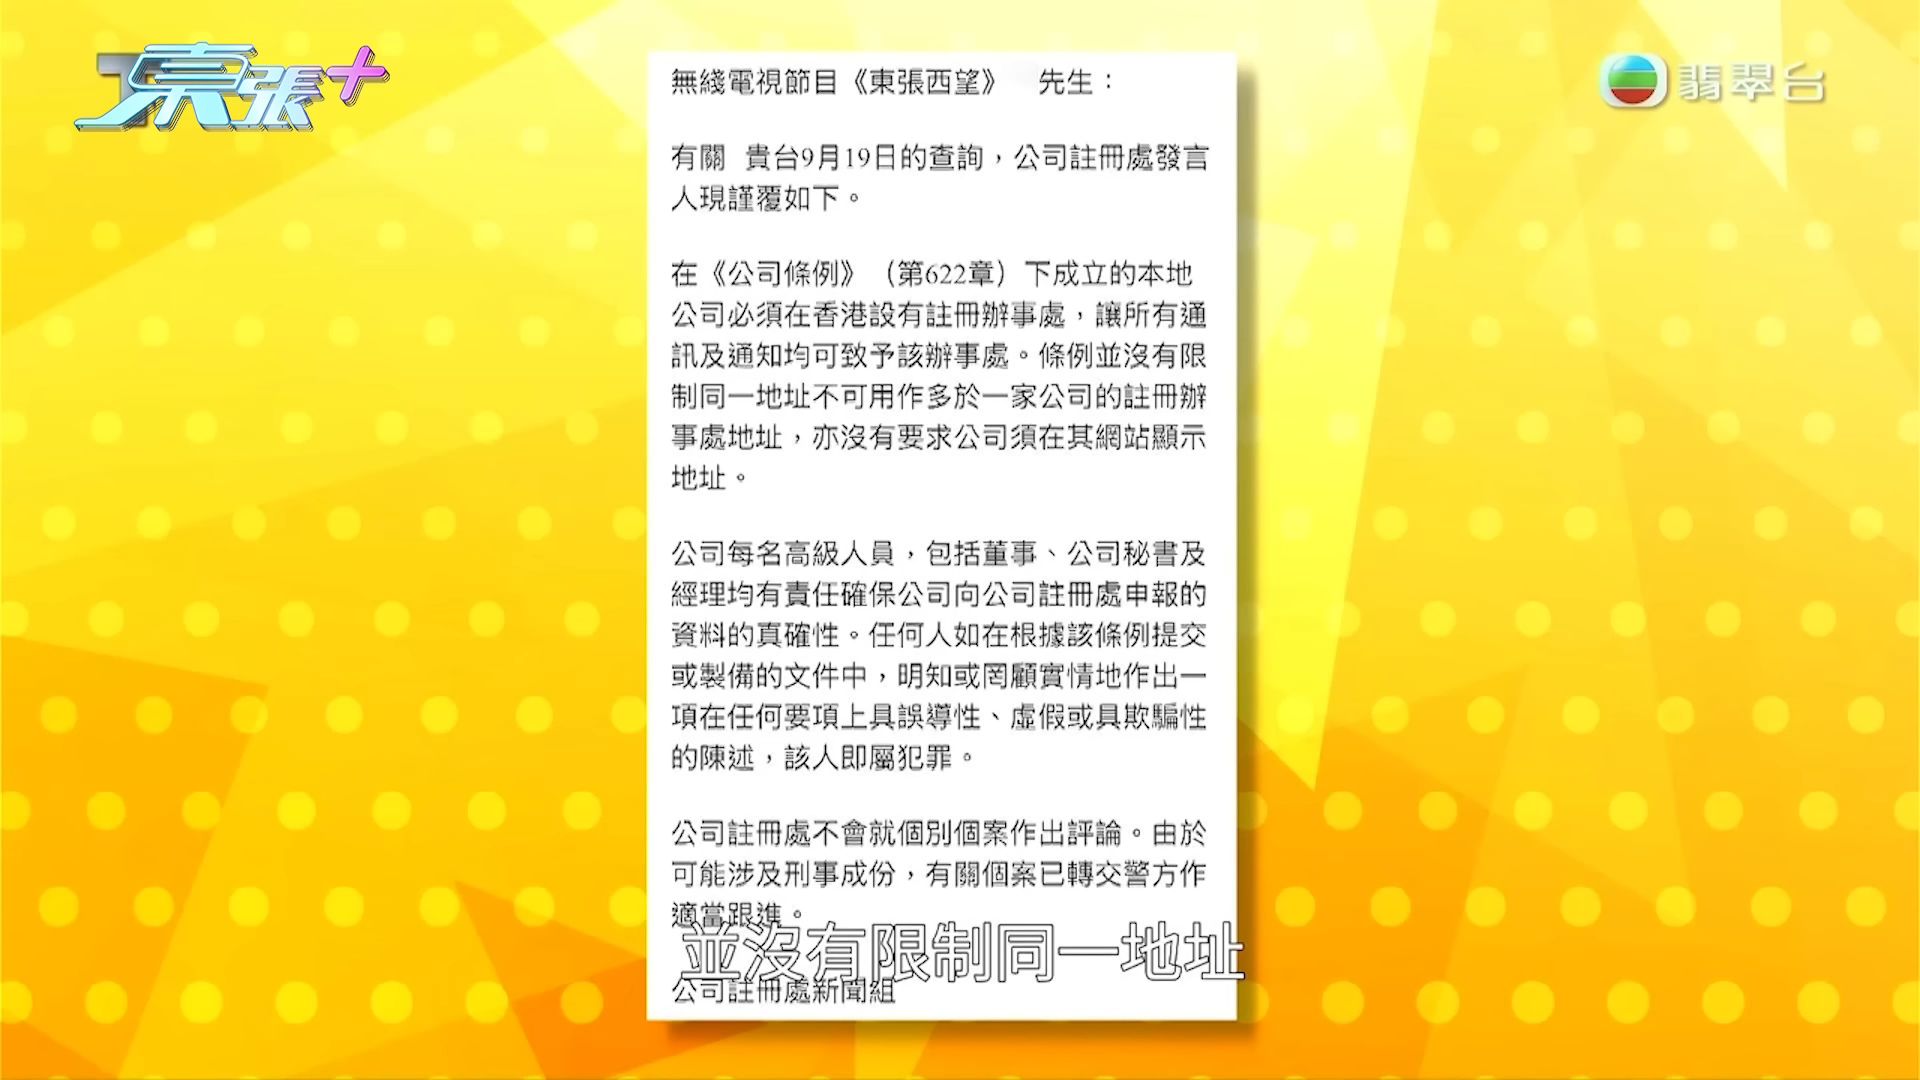 東張+
翡翠台
無綫電視節目《東張西望》 先生：
有關 貴台9月19日的查詢，公司註冊處發言
人現謹覆如下。
在《公司條例》（第622章）下成立的本地
公司必須在香港設有註冊辦事處，讓所有通
訊及通知均可致予該辦事處。條例並沒有限
制同一地址不可用作多於一家公司的註冊辦
事處地址，亦沒有要求公司須在其網站顯示
地址。
公司每名高級人員，包括董事、公司秘書及
經理均有責任確保公司向公司註冊處申報的
資料的真確性。任何人如在根據該條例提交
或製備的文件中，明知或罔顧實情地作出一
項在任何要項上具誤導性、虛假或具欺騙性
的陳述，該人即屬犯罪。
公司註冊處不會就個別個案作出評論。由於
可能涉及刑事成份，有關個案已轉交警方作
適當跟進。
並沒有限制同一地址
公司註冊處新聞組